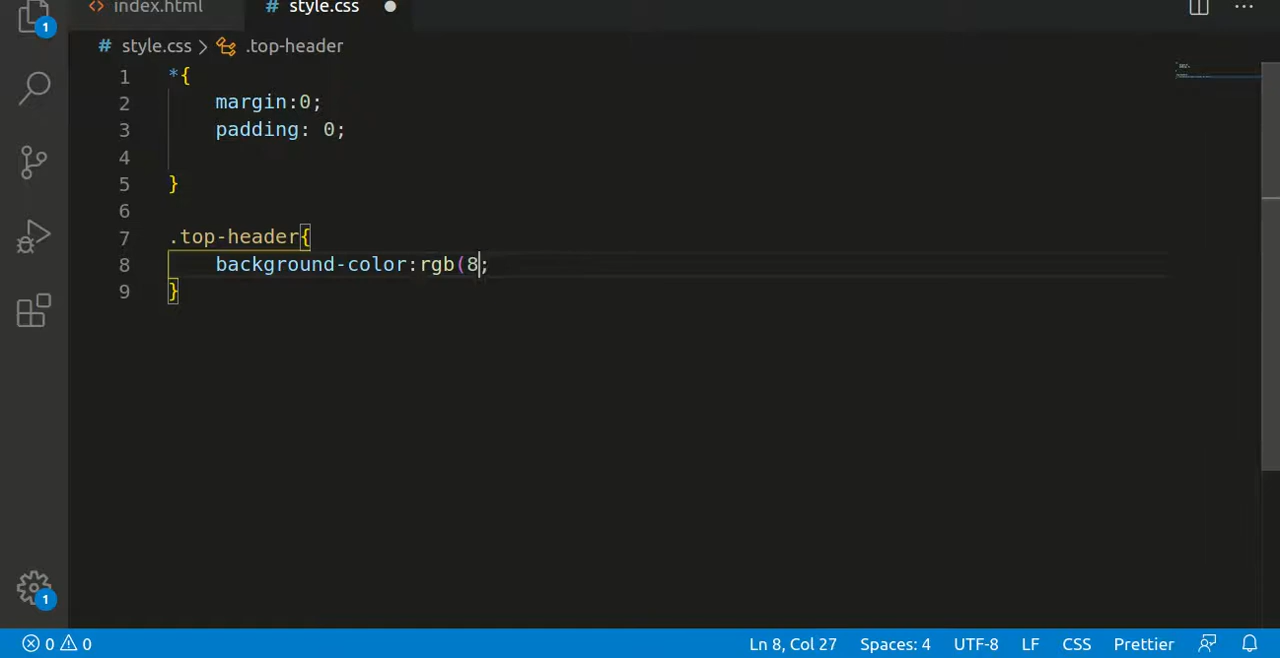 index.html
# style.css
# style.css > .top-header
1 *{
2 margin:0;
3 padding: 0;
4
5 }
6
7 .top-header{
8 background-color:rgb(8;
9 }
1
1
0 0
Ln 8, Col 27 Spaces: 4 UTF-8 LF CSS Prettier